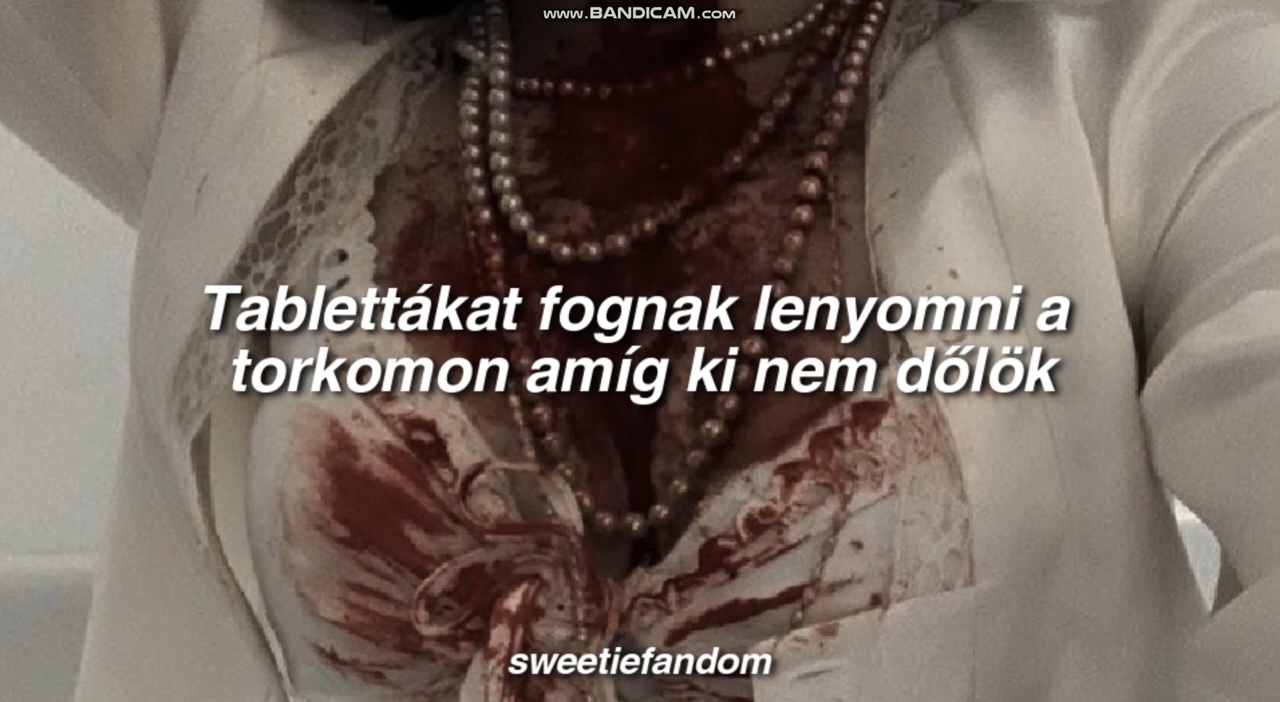 www.BANDICAM.com
Tablettákat fognak lenyomni a
torkomon amíg ki nem dőlök
sweetiefandom